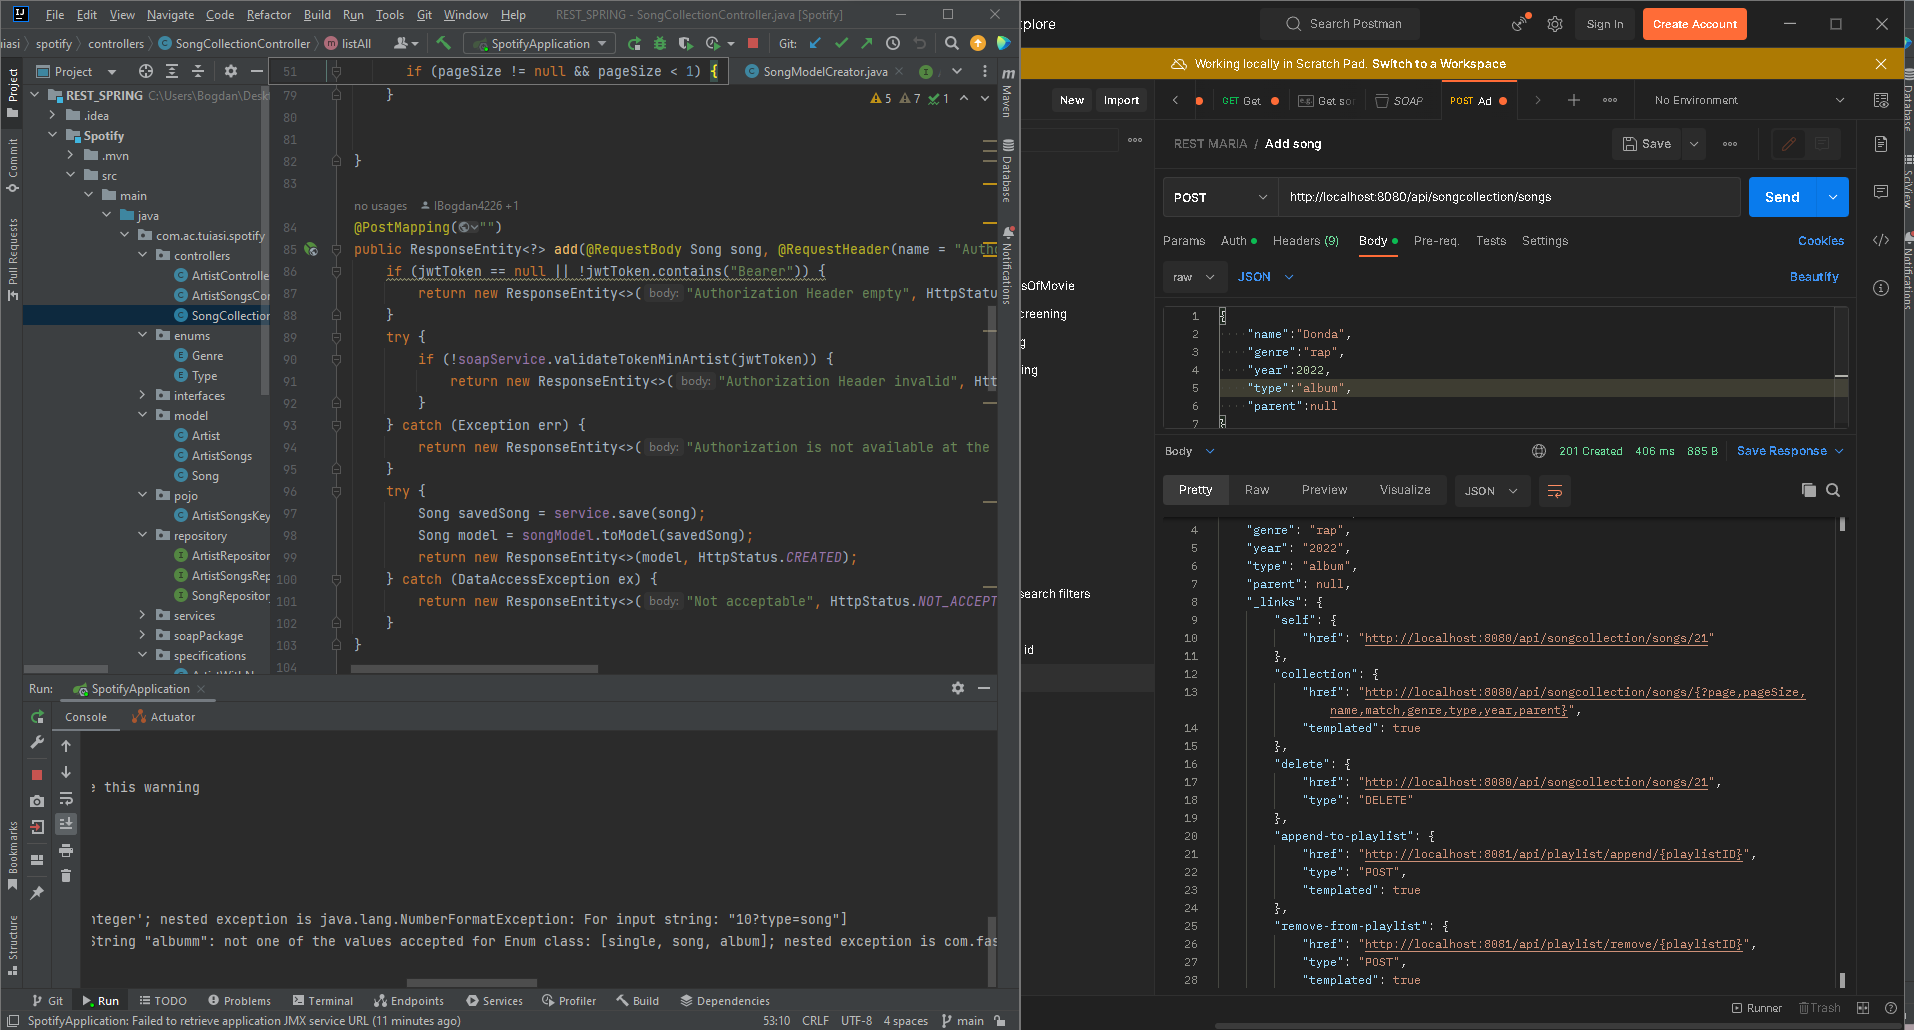 File Edit View Navigate Code Refactor Build Run Tools Git Window Help REST_SPRING - SongCollectionController.java [Spotify]
iasi spotify controllers SongCollectionController listAll SpotifyApplication Git:
Project
51 if (pageSize != null && pageSize < 1) {
SongModelCreator.java
REST_SPRING C:\Users\Bogdan\Desk
.idea
Spotify
.mvn
src
main
java
com.ac.tuiasi.spotify
controllers
ArtistControlle
ArtistSongsCor
SongCollection
enums
Genre
Type
interfaces
model
Artist
ArtistSongs
Song
pojo
ArtistSongsKey
repository
ArtistRepositor
ArtistSongsRep
SongRepository
services
soapPackage
specifications
Project
Commit
Pull Requests
Bookmarks
Structure
Maven
Database
Notifications
5 7 1
79 }
80
81
82 }
83
no usages lBogdan4226 +1
84 @PostMapping("")
85 public ResponseEntity<?> add(@RequestBody Song song, @RequestHeader(name = "Autho
86 if (jwtToken == null || !jwtToken.contains("Bearer")) {
87 return new ResponseEntity<>( body: "Authorization Header empty", HttpStatu
88 }
89 try {
90 if (!soapService.validateTokenMinArtist(jwtToken)) {
91 return new ResponseEntity<>( body: "Authorization Header invalid", Htt
92 }
93 } catch (Exception err) {
94 return new ResponseEntity<>( body: "Authorization is not available at the
95 }
96 try {
97 Song savedSong = service.save(song);
98 Song model = songModel.toModel(savedSong);
99 return new ResponseEntity<>(model, HttpStatus.CREATED);
100 } catch (DataAccessException ex) {
101 return new ResponseEntity<>( body: "Not acceptable", HttpStatus.NOT_ACCEPT
102 }
103 }
104
Run: SpotifyApplication
Console Actuator
e this warning
nteger'; nested exception is java.lang.NumberFormatException: For input string: "10?type=song"]
String "albumm": not one of the values accepted for Enum class: [single, song, album]; nested exception is com.fas
Git Run TODO Problems Terminal Endpoints Services Profiler Build Dependencies
SpotifyApplication: Failed to retrieve application JMX service URL (11 minutes ago) 53:10 CRLF UTF-8 4 spaces main
xplore Search Postman Sign In Create Account
Working locally in Scratch Pad. Switch to a Workspace
New Import GET Get Get sor SOAP POST Ad No Environment
REST MARIA / Add song Save
POST http://localhost:8080/api/songcollection/songs Send
Params Auth Headers (9) Body Pre-req. Tests Settings Cookies
raw JSON Beautify
sOfMovie
creening
g
ing
search filters
id
1 {
2 "name":"Donda",
3 "genre":"rap",
4 "year":2022,
5 "type":"album",
6 "parent":null
7 }
Body 201 Created 406 ms 885 B Save Response
Pretty Raw Preview Visualize JSON
4 "genre": "rap",
5 "year": "2022",
6 "type": "album",
7 "parent": null,
8 "_links": {
9 "self": {
10 "href": "http://localhost:8080/api/songcollection/songs/21"
11 },
12 "collection": {
13 "href": "http://localhost:8080/api/songcollection/songs/{?page,pageSize,
name,match,genre,type,year,parent}",
14 "templated": true
15 },
16 "delete": {
17 "href": "http://localhost:8080/api/songcollection/songs/21",
18 "type": "DELETE"
19 },
20 "append-to-playlist": {
21 "href": "http://localhost:8081/api/playlist/append/{playlistID}",
22 "type": "POST",
23 "templated": true
24 },
25 "remove-from-playlist": {
26 "href": "http://localhost:8081/api/playlist/remove/{playlistID}",
27 "type": "POST",
28 "templated": true
Runner Trash
Database
SciView
Notifications